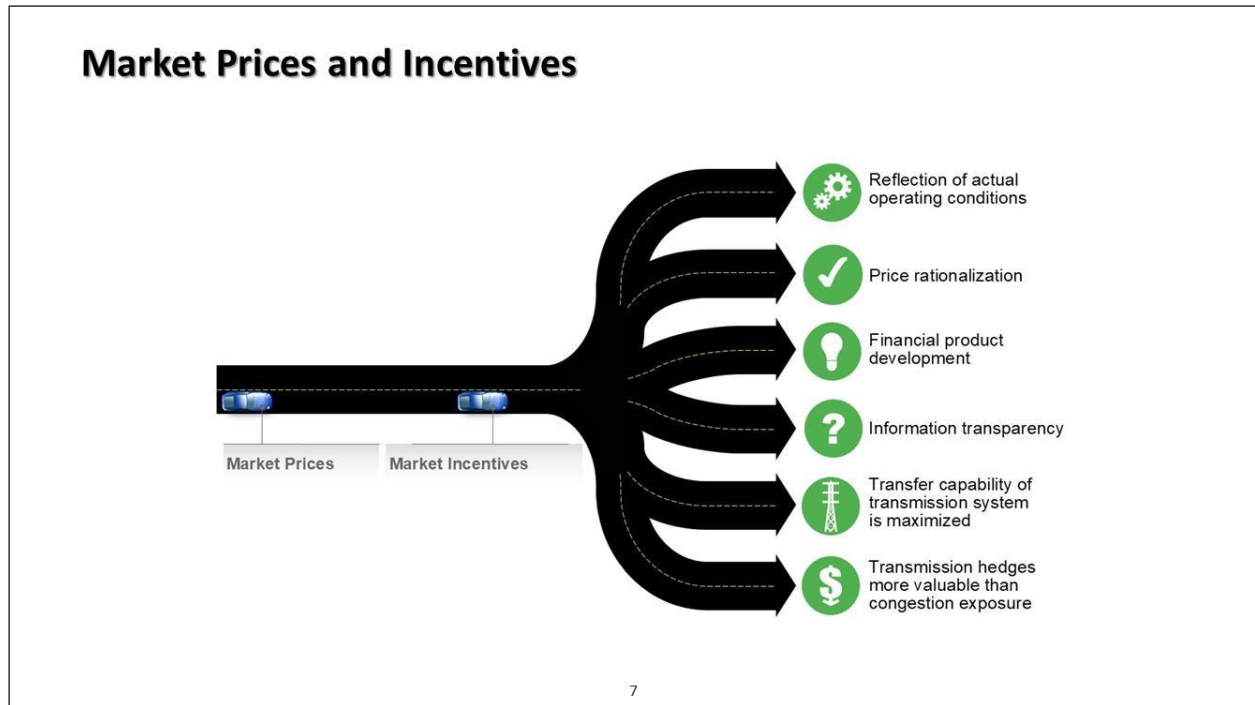 Market Prices and Incentives
Reflection of actual
operating conditions
Price rationalization
Financial product
development
Information transparency
Transfer capability of
transmission system
is maximized
Transmission hedges
more valuable than
congestion exposure
Market Prices
Market Incentives
7